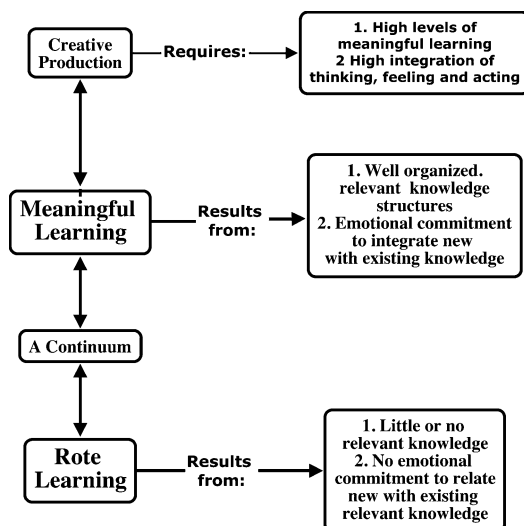 Creative
Production
Requires:
1. High levels of
meaningful learning
2 High integration of
thinking, feeling and acting
Meaningful
Learning
Results
from:
1. Well organized.
relevant knowledge
structures
2. Emotional commitment
to integrate new
with existing knowledge
A Continuum
Rote
Learning
Results
from:
1. Little or no
relevant knowledge
2. No emotional
commitment to relate
new with existing
relevant knowledge